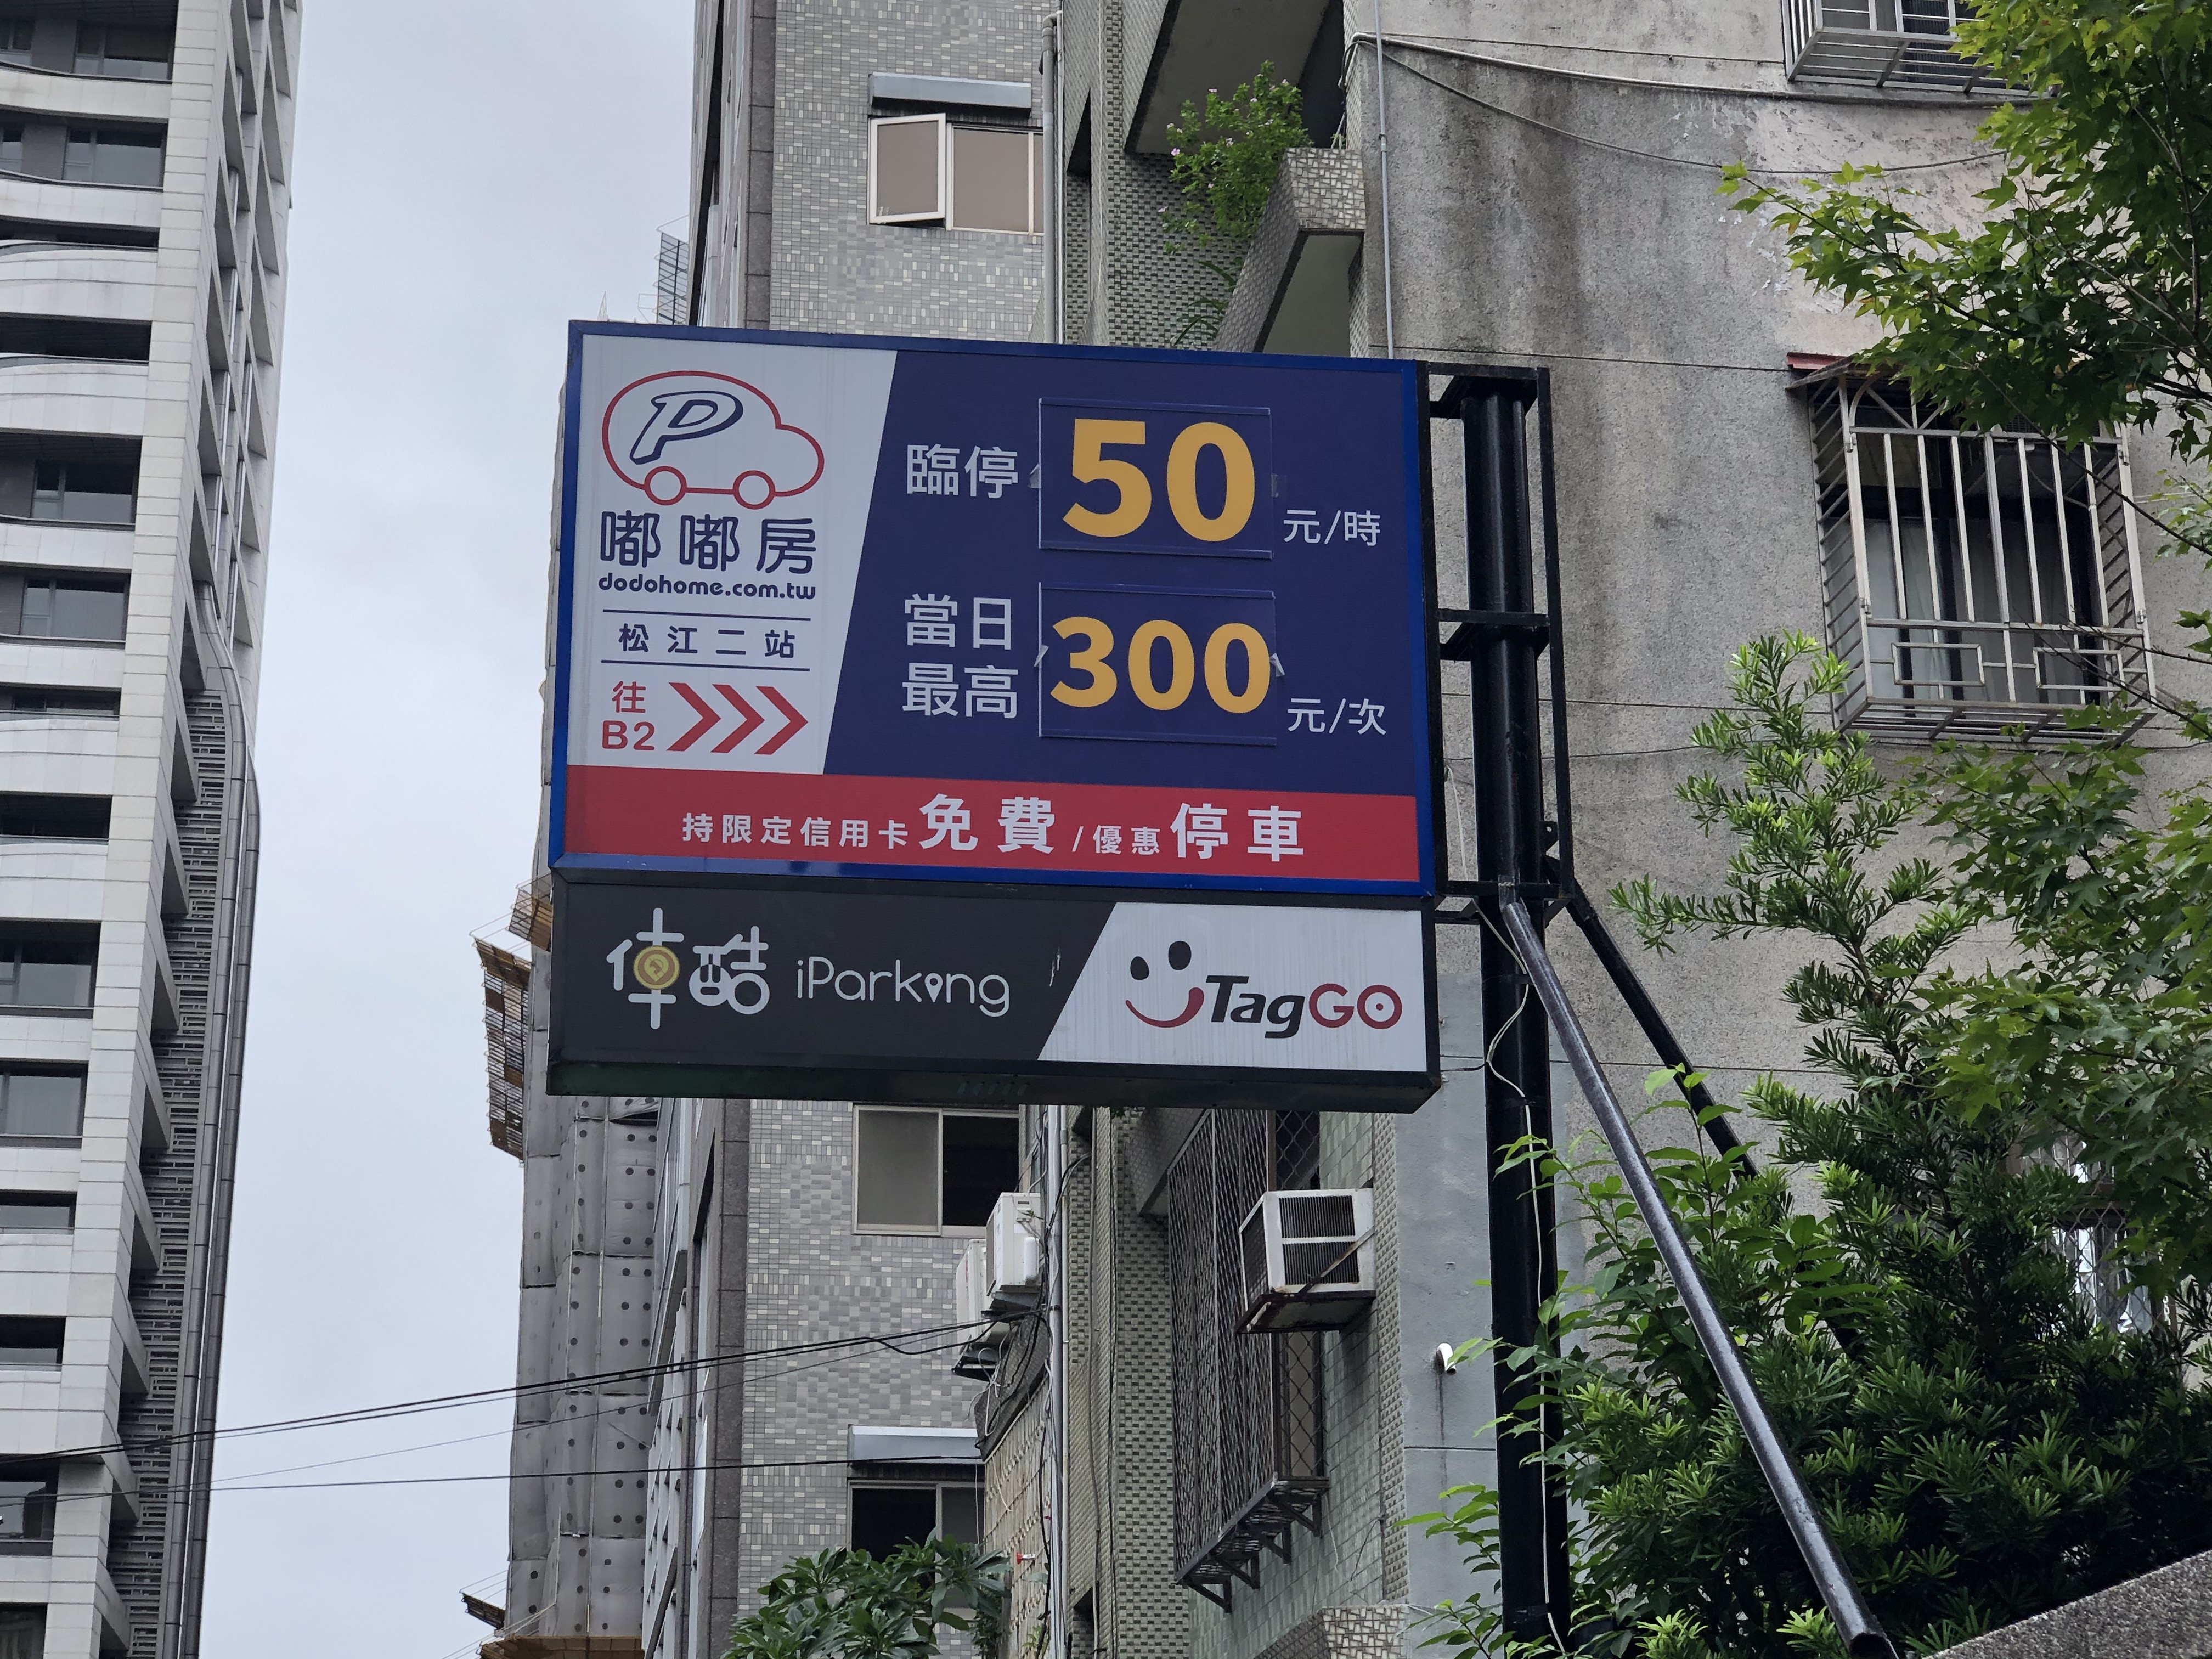 P
嘟嘟房
dodohome.com.tw
松江二站
往
B2
臨停 50 元/時
當日
最高 300 元/次
持限定信用卡免費/優惠停車
車酷 iParking
TagGO